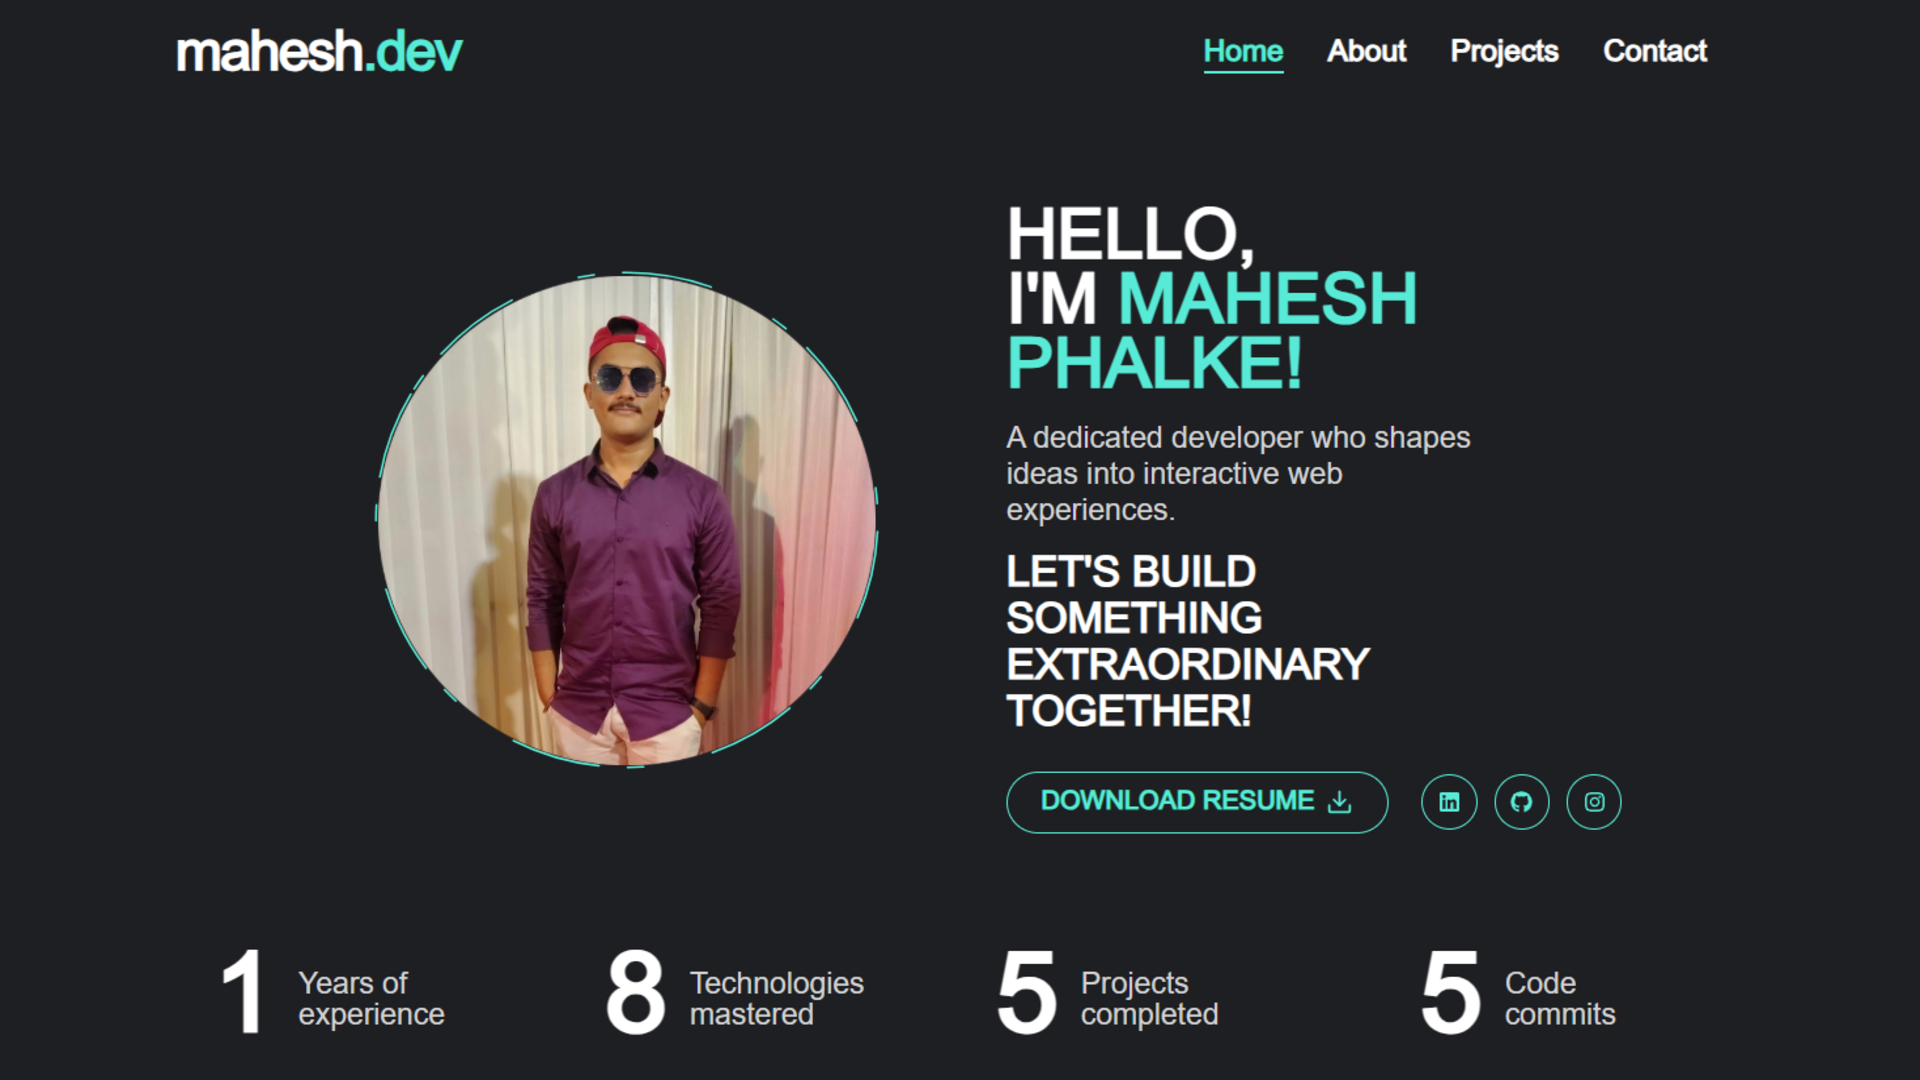 mahesh.dev
Home About Projects Contact
HELLO,
I'M MAHESH
PHALKE!
A dedicated developer who shapes
ideas into interactive web
experiences.
LET'S BUILD
SOMETHING
EXTRAORDINARY
TOGETHER!
DOWNLOAD RESUME
in
1 Years of
experience
8 Technologies
mastered
5 Projects
completed
5 Code
commits